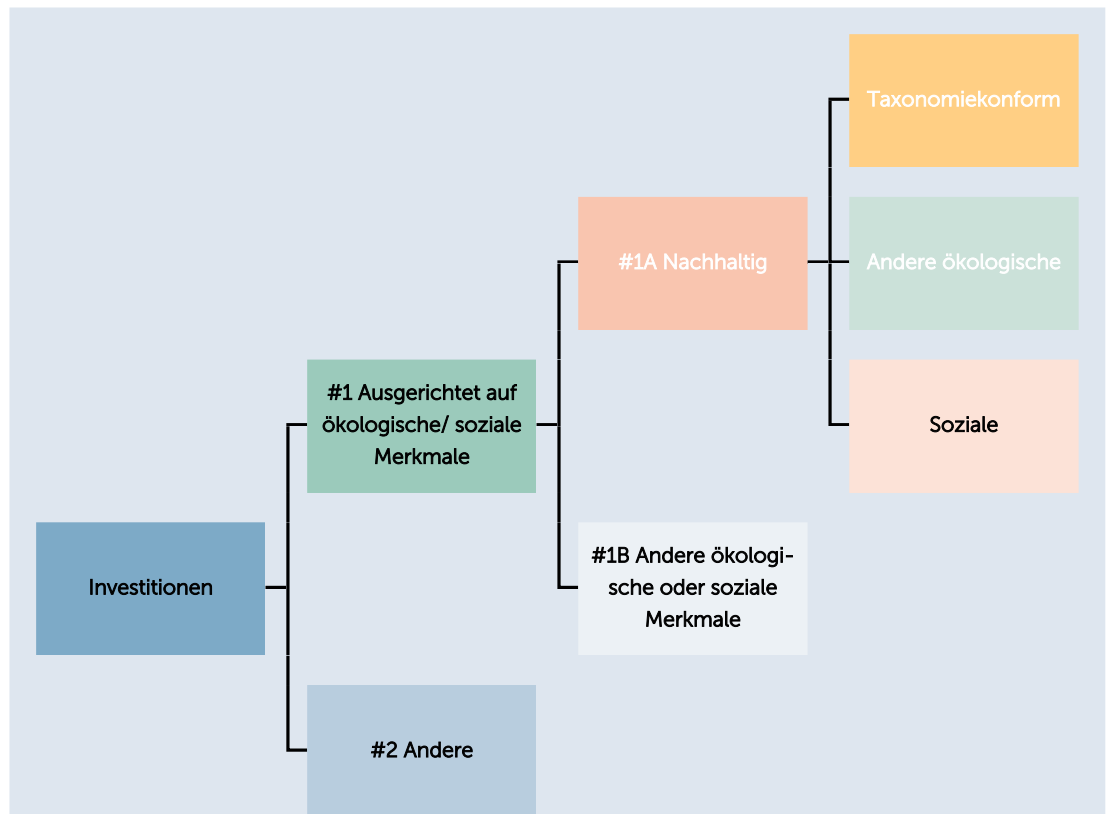 Taxonomiekonform
#1A Nachhaltig
Andere ökologische
#1 Ausgerichtet auf
ökologische/ soziale
Merkmale
Soziale
Investitionen
#1B Andere ökologi-
sche oder soziale
Merkmale
#2 Andere